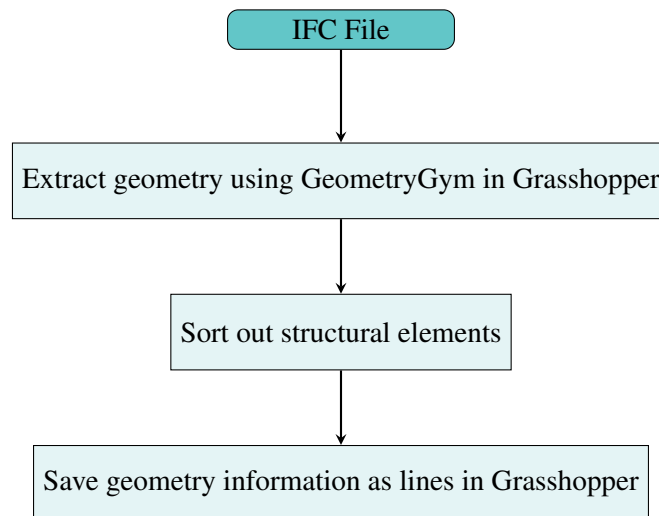 IFC File
Extract geometry using GeometryGym in Grasshopper
Sort out structural elements
Save geometry information as lines in Grasshopper